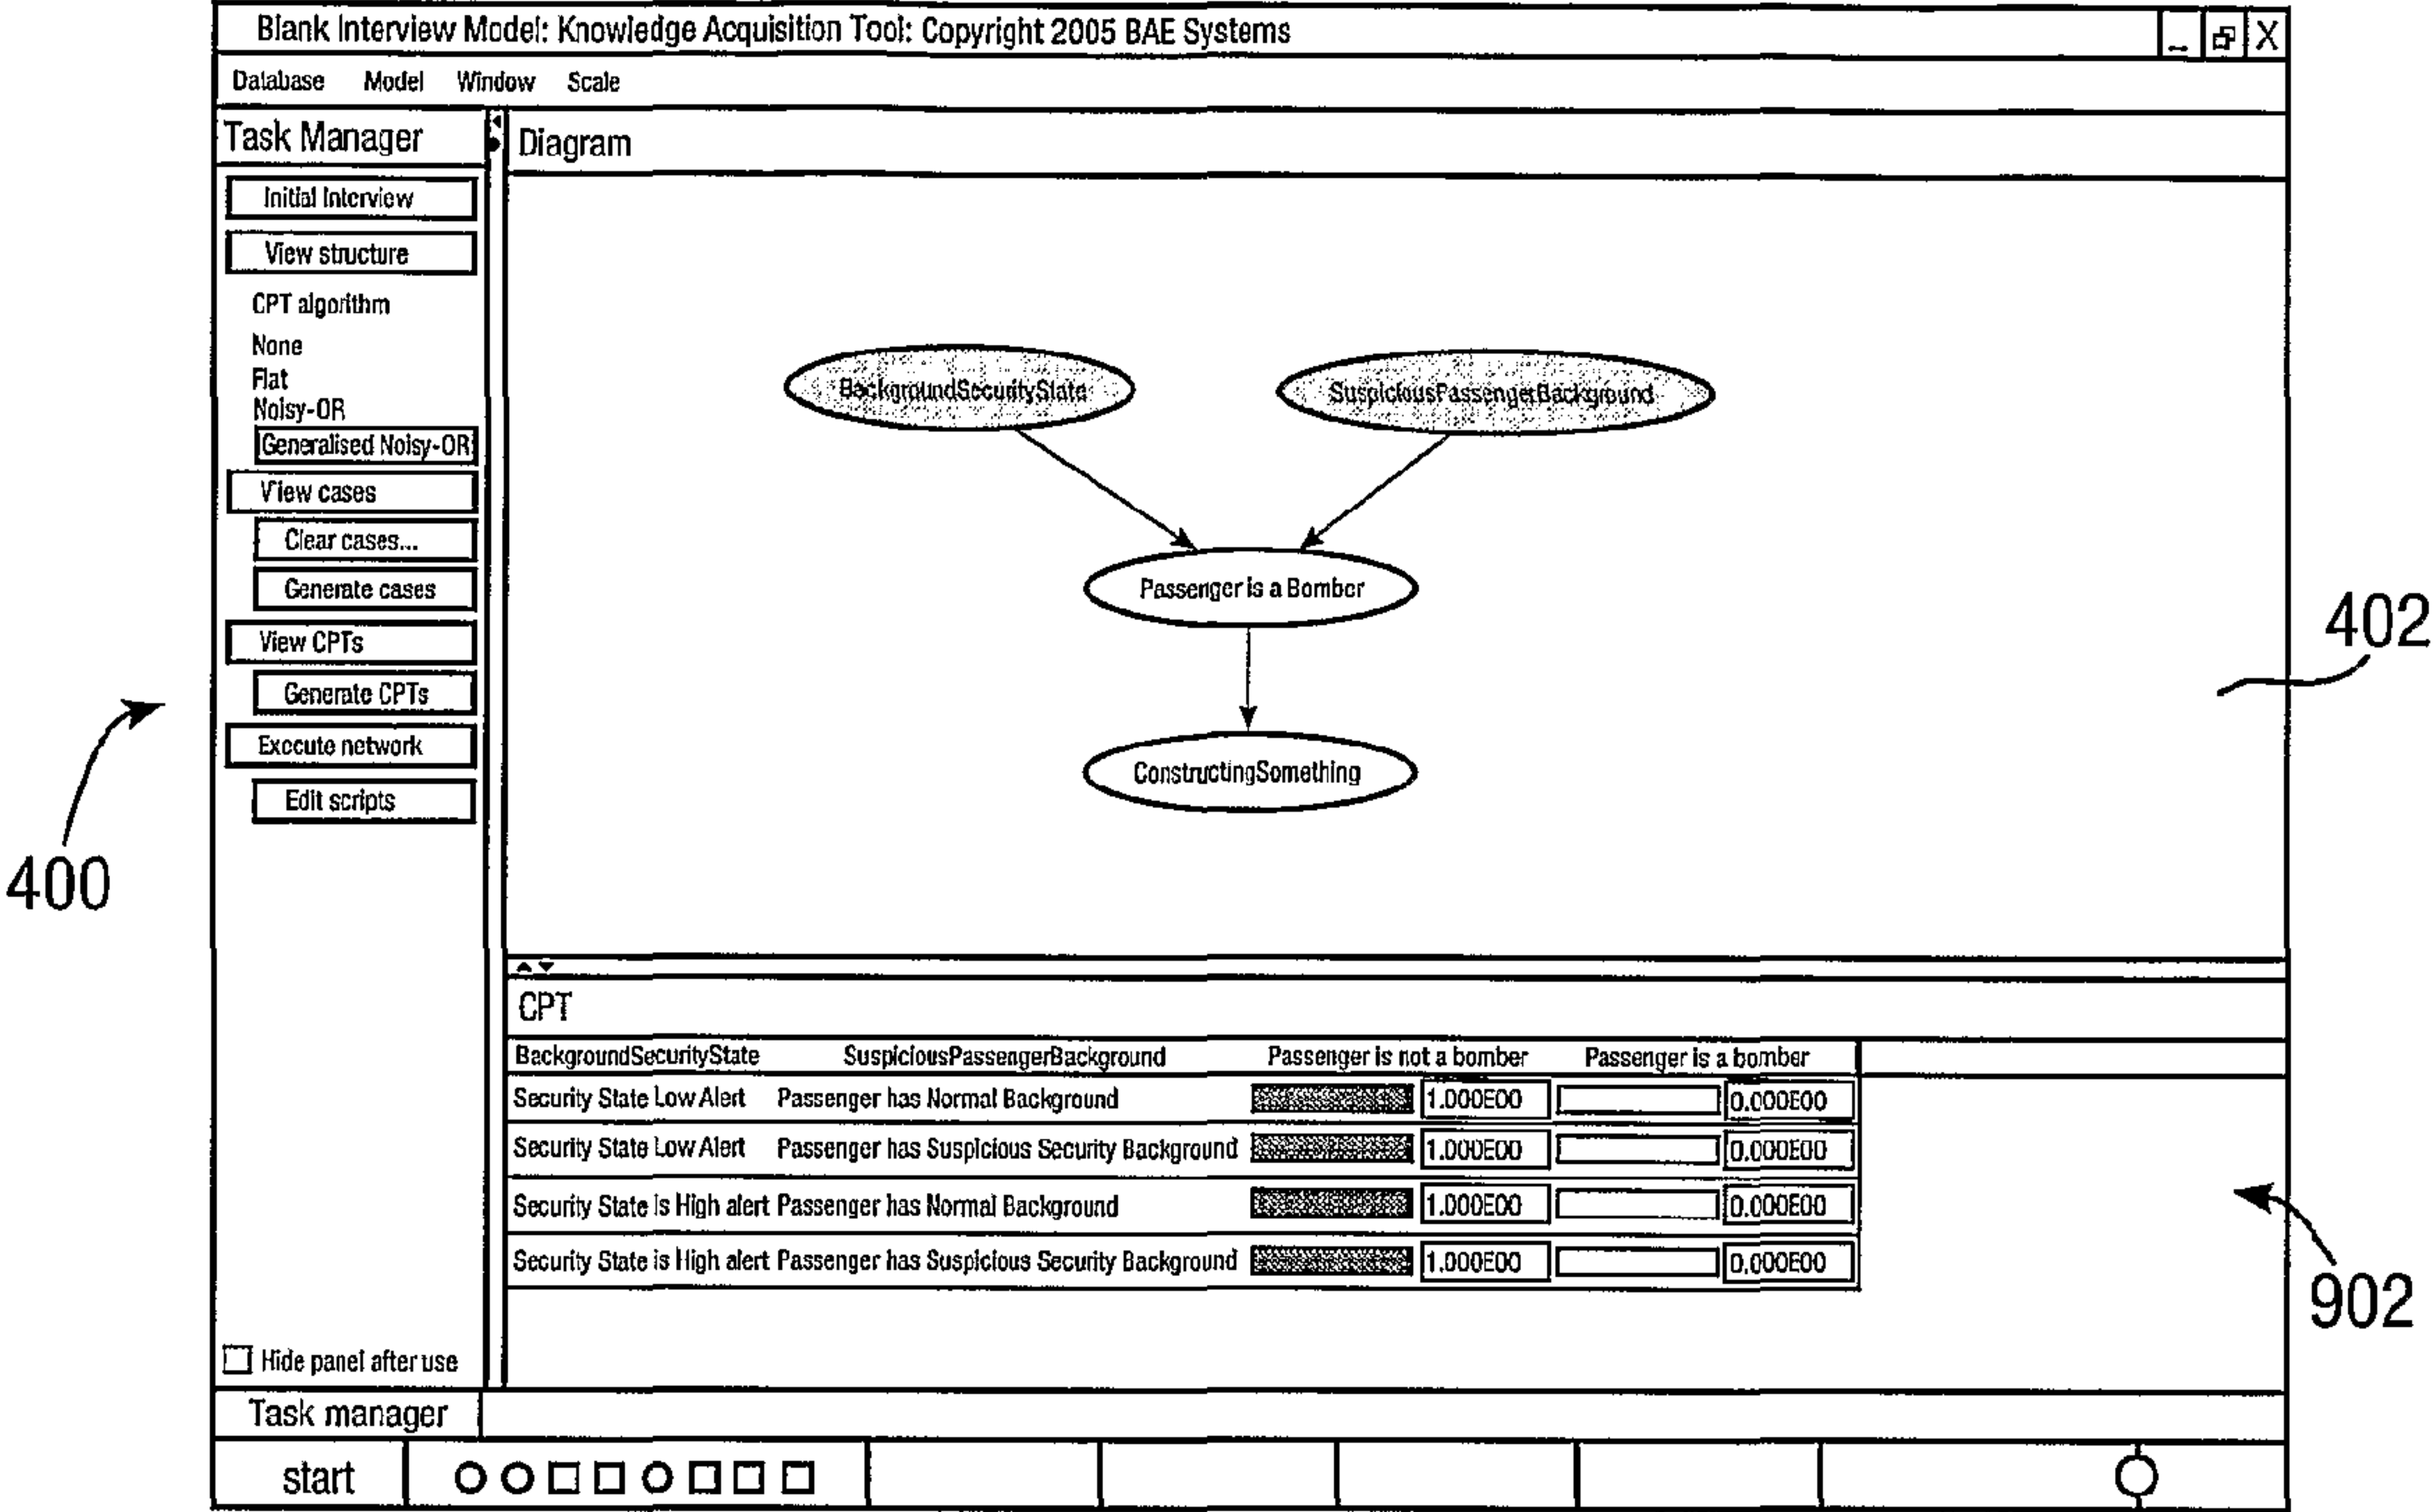 Blank Interview Model: Knowledge Acquisition Tool: Copyright 2005 BAE Systems
Database Model Window Scale
Task Manager
Initial Interview
View structure
CPT algorithm
None
Flat
Noisy-OR
Generalised Noisy-OR
View cases
Clear cases...
Generate cases
View CPTs
Generate CPTs
Execute network
Edit scripts
Hide panel after use
Diagram
BackgroundSecurityState
SuspiciousPassengerBackground
Passenger is a Bomber
ConstructingSomething
CPT
BackgroundSecurityState SuspiciousPassengerBackground Passenger is not a bomber Passenger is a bomber
Security State Low Alert Passenger has Normal Background 1.000E00 0.000E00
Security State Low Alert Passenger has Suspicious Security Background 1.000E00 0.000E00
Security State is High alert Passenger has Normal Background 1.000E00 0.000E00
Security State is High alert Passenger has Suspicious Security Background 1.000E00 0.000E00
Task manager
start
400
402
902